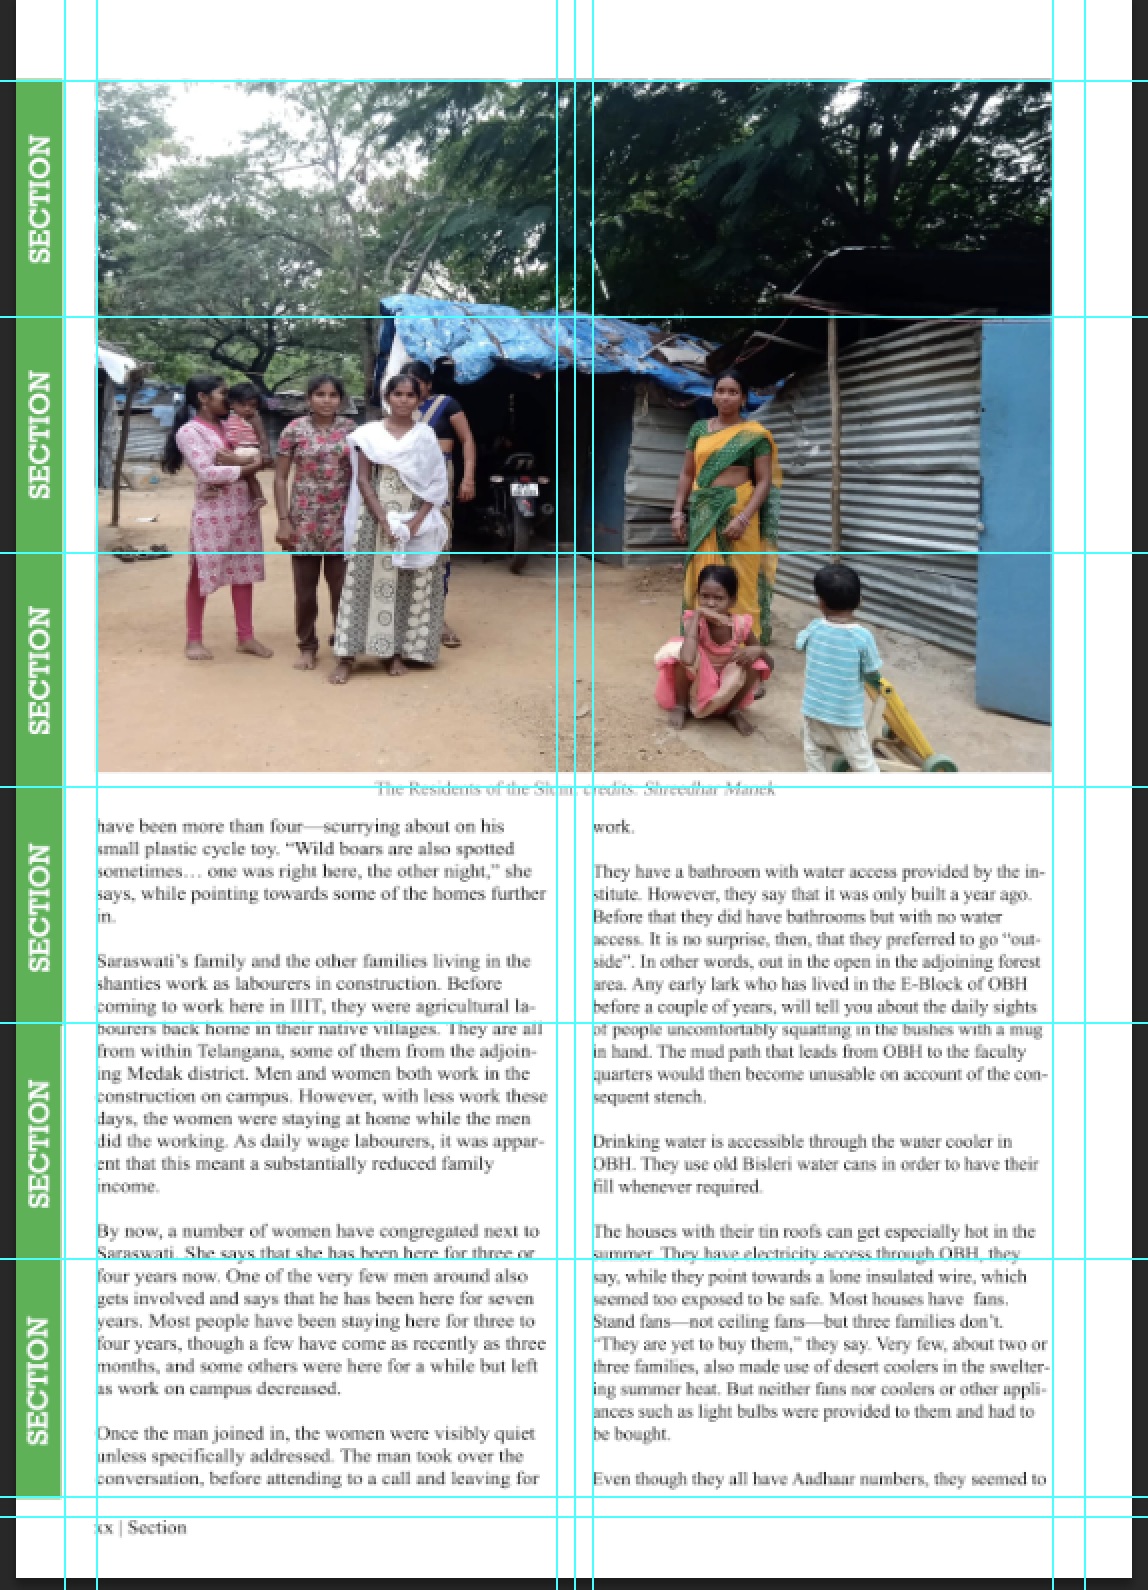 SECTION
SECTION
SECTION
SECTION
SECTION
SECTION
The Residents of the Slum, credits. Shreedhar Manek
have been more than four—scurrying about on his
small plastic cycle toy. “Wild boars are also spotted
sometimes… one was right here, the other night,” she
says, while pointing towards some of the homes further
in.
Saraswati’s family and the other families living in the
shanties work as labourers in construction. Before
coming to work here in IIIT, they were agricultural la-
bourers back home in their native villages. They are all
from within Telangana, some of them from the adjoin-
ing Medak district. Men and women both work in the
construction on campus. However, with less work these
days, the women were staying at home while the men
did the working. As daily wage labourers, it was appar-
ent that this meant a substantially reduced family
income.
By now, a number of women have congregated next to
Saraswati. She says that she has been here for three or
four years now. One of the very few men around also
gets involved and says that he has been here for seven
years. Most people have been staying here for three to
four years, though a few have come as recently as three
months, and some others were here for a while but left
as work on campus decreased.
Once the man joined in, the women were visibly quiet
unless specifically addressed. The man took over the
conversation, before attending to a call and leaving for
work.
They have a bathroom with water access provided by the in-
stitute. However, they say that it was only built a year ago.
Before that they did have bathrooms but with no water
access. It is no surprise, then, that they preferred to go “out-
side”. In other words, out in the open in the adjoining forest
area. Any early lark who has lived in the E-Block of OBH
before a couple of years, will tell you about the daily sights
of people uncomfortably squatting in the bushes with a mug
in hand. The mud path that leads from OBH to the faculty
quarters would then become unusable on account of the con-
sequent stench.
Drinking water is accessible through the water cooler in
OBH. They use old Bisleri water cans in order to have their
fill whenever required.
The houses with their tin roofs can get especially hot in the
summer. They have electricity access through OBH, they
say, while they point towards a lone insulated wire, which
seemed too exposed to be safe. Most houses have fans.
Stand fans—not ceiling fans—but three families don’t.
“They are yet to buy them,” they say. Very few, about two or
three families, also made use of desert coolers in the swelter-
ing summer heat. But neither fans nor coolers or other appli-
ances such as light bulbs were provided to them and had to
be bought.
Even though they all have Aadhaar numbers, they seemed to
xx | Section